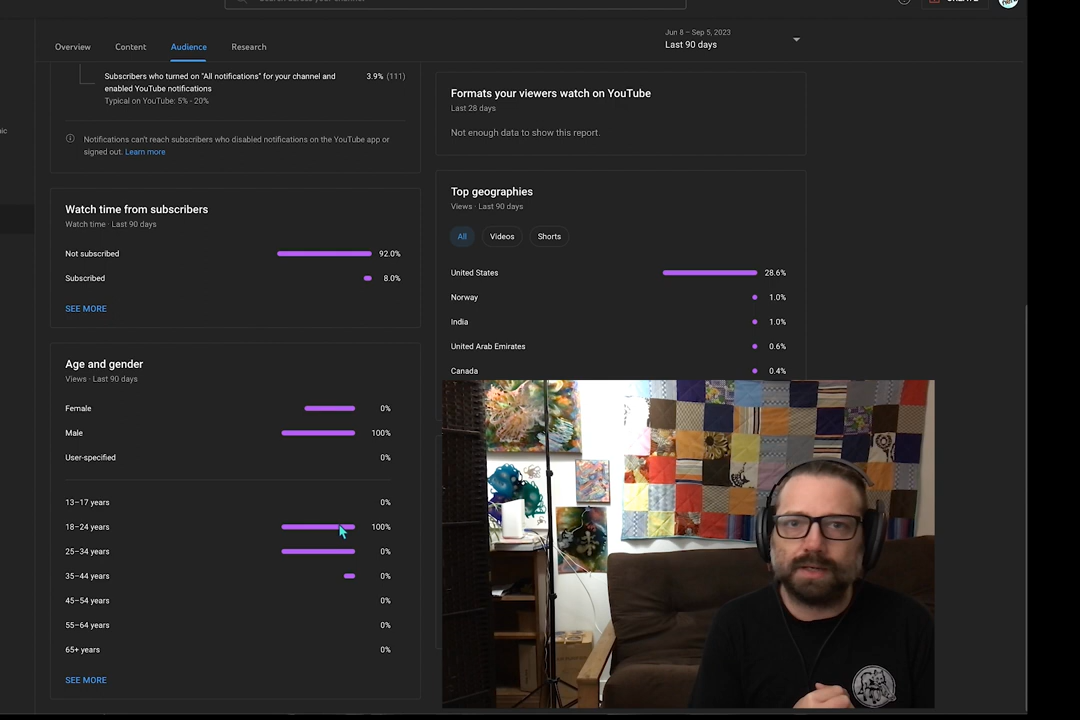 Overview Content Audience Research
Jun 8 – Sep 5, 2023
Last 90 days
Subscribers who turned on "All notifications" for your channel and
enabled YouTube notifications
Typical on YouTube: 5% - 20%
3.9% (111)
Notifications can't reach subscribers who disabled notifications on the YouTube app or
signed out. Learn more
Watch time from subscribers
Watch time · Last 90 days
Not subscribed 92.0%
Subscribed 8.0%
SEE MORE
Age and gender
Views · Last 90 days
Female 0%
Male 100%
User-specified 0%
13–17 years 0%
18–24 years 100%
25–34 years 0%
35–44 years 0%
45–54 years 0%
55–64 years 0%
65+ years 0%
SEE MORE
Formats your viewers watch on YouTube
Last 28 days
Not enough data to show this report.
Top geographies
Views · Last 90 days
All Videos Shorts
United States 28.6%
Norway 1.0%
India 1.0%
United Arab Emirates 0.6%
Canada 0.4%